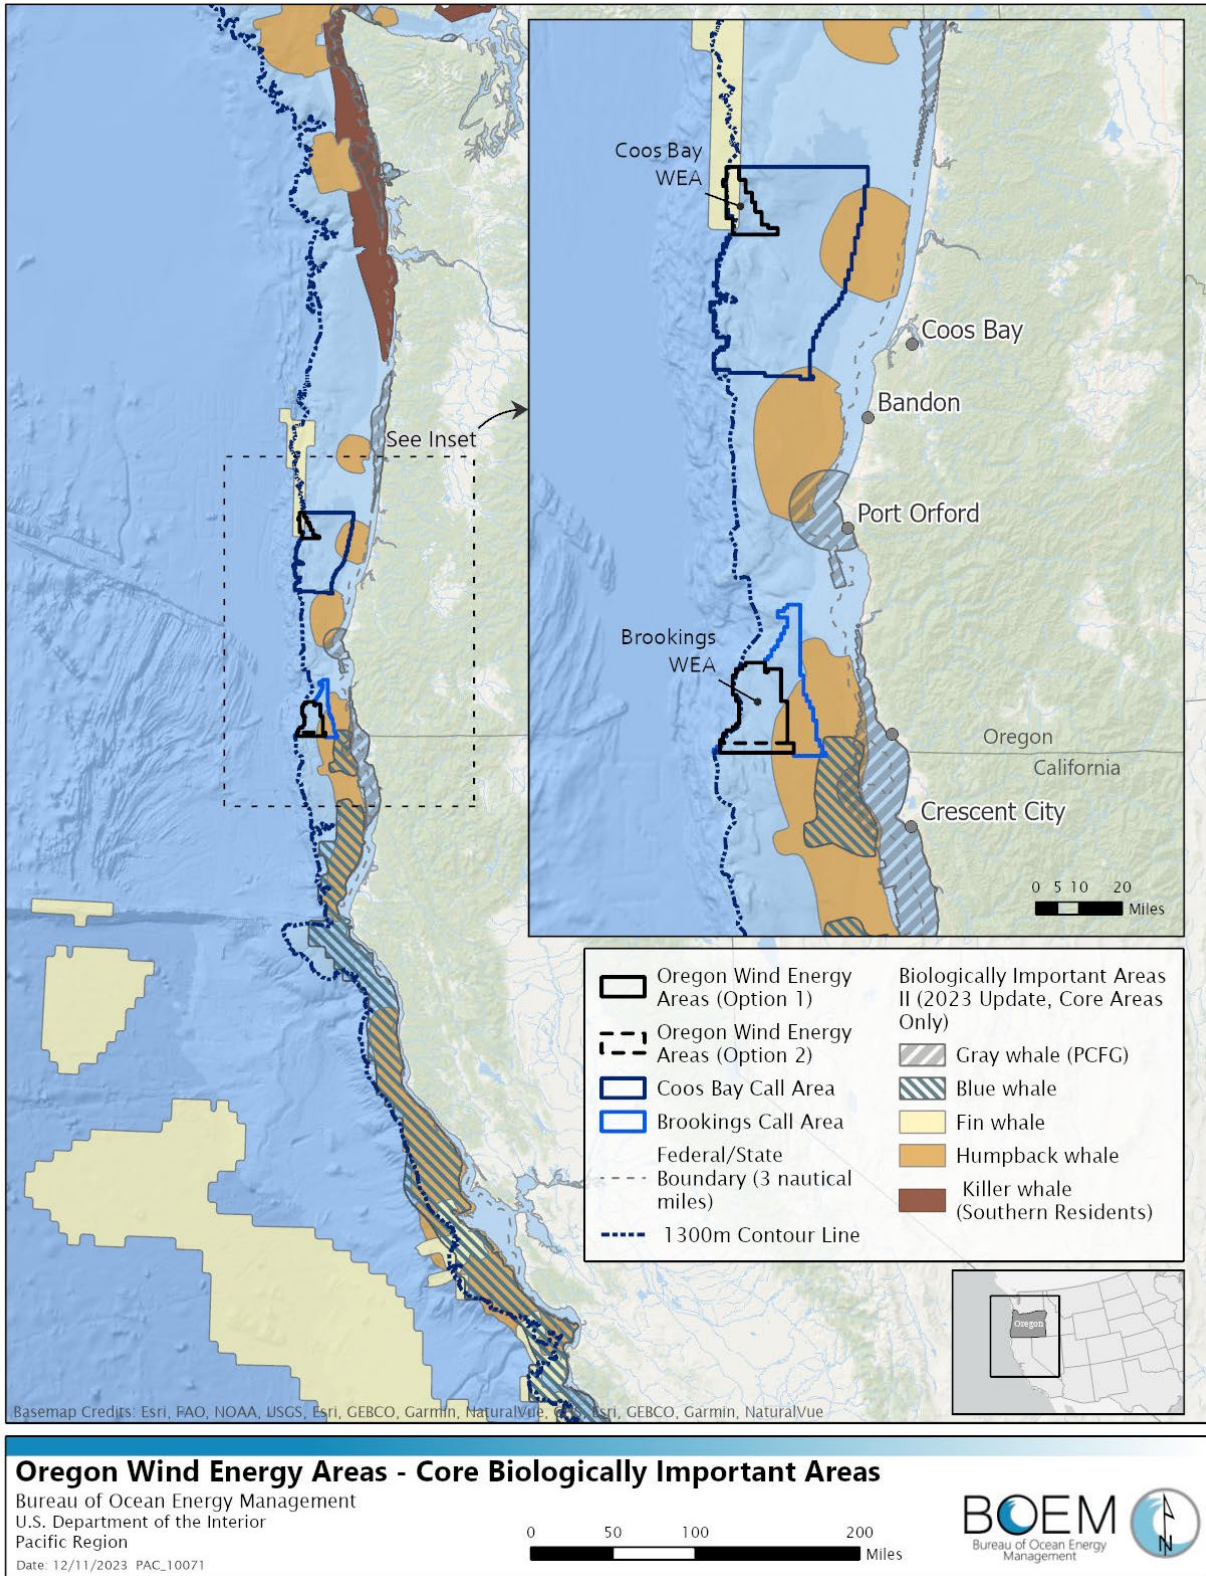 Coos Bay
WEA
Coos Bay
Bandon
See Inset
Port Orford
Brookings
WEA
Oregon
California
Crescent City
0 5 10 20
Miles
Oregon Wind Energy
Areas (Option 1)
Oregon Wind Energy
Areas (Option 2)
Coos Bay Call Area
Brookings Call Area
Federal/State
Boundary (3 nautical
miles)
1300m Contour Line
Biologically Important Areas
II (2023 Update, Core Areas
Only)
Gray whale (PCFG)
Blue whale
Fin whale
Humpback whale
Killer whale
(Southern Residents)
Oregon
Basemap Credits: Esri, FAO, NOAA, USGS, Esri, GEBCO, Garmin, NaturalVue, Esri, GEBCO, Garmin, NaturalVue
Oregon Wind Energy Areas - Core Biologically Important Areas
Bureau of Ocean Energy Management
U.S. Department of the Interior
Pacific Region
Date: 12/11/2023 PAC_10071
0 50 100 200
Miles
BOEM
Bureau of Ocean Energy
Management
N